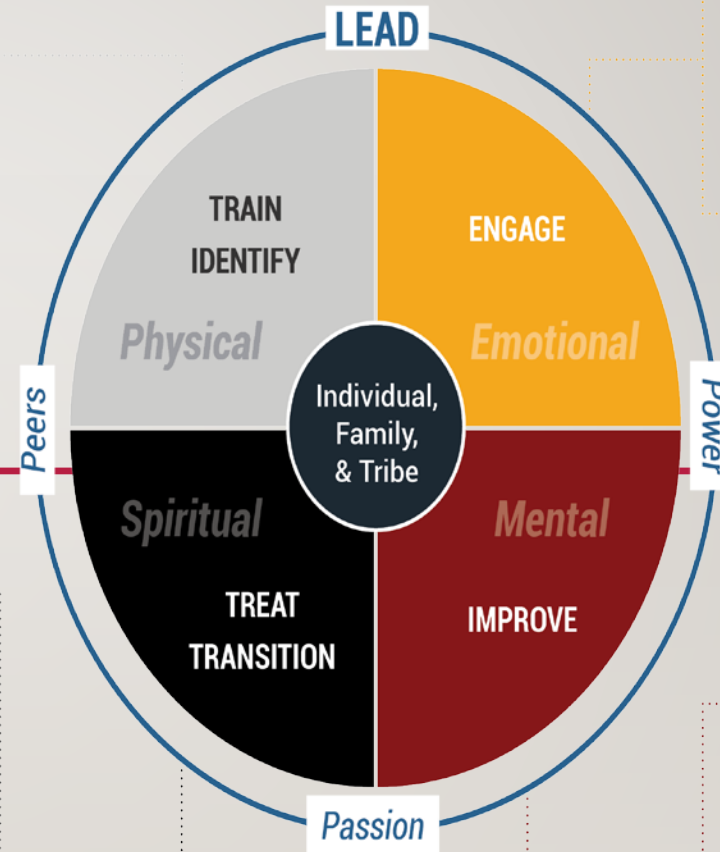 LEAD
TRAIN
IDENTIFY
ENGAGE
Physical
Emotional
Individual,
Family,
& Tribe
Peers
Power
Spiritual
Mental
TREAT
TRANSITION
IMPROVE
Passion